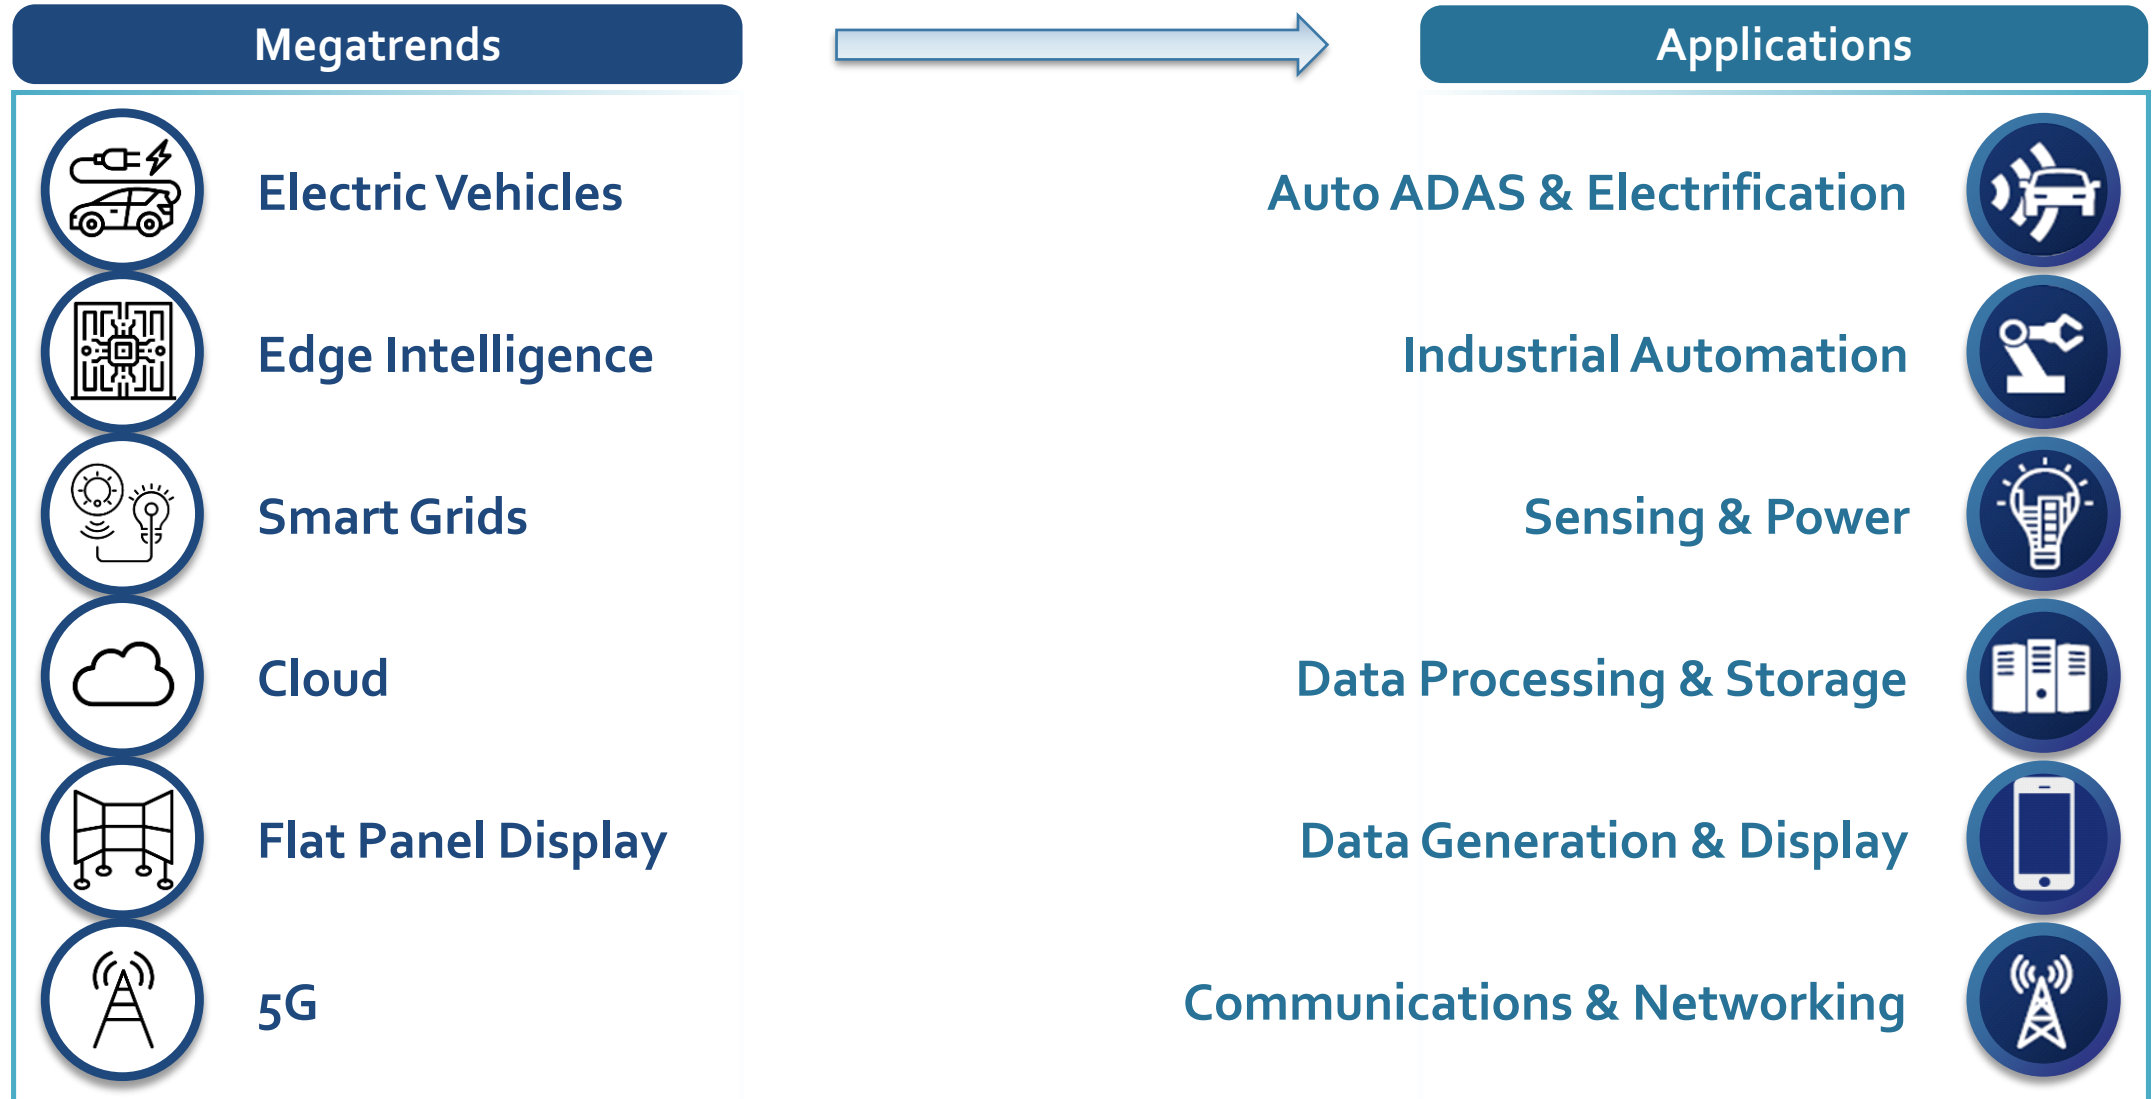 Megatrends
Applications
Electric Vehicles
Auto ADAS & Electrification
Edge Intelligence
Industrial Automation
Smart Grids
Sensing & Power
Cloud
Data Processing & Storage
Flat Panel Display
Data Generation & Display
5G
Communications & Networking